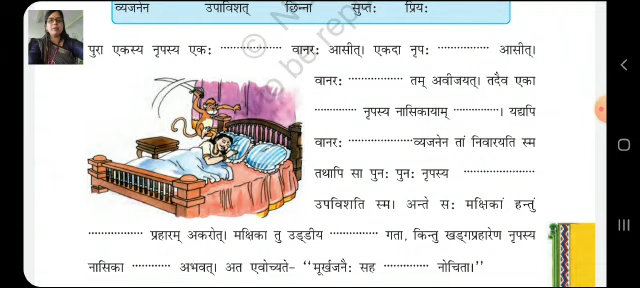 व्यजनेन उपाविशत् छिन्ना सुप्तः प्रियः
पुरा एकस्य नृपस्य एकः ................ वानरः आसीत्। एकदा नृपः ............... आसीत्।
वानरः ................ तम् अवीजयत्। तदैव एका
............ नृपस्य नासिकायाम् .............। यद्यपि
वानरः ...................व्यजनेन तां निवारयति स्म
तथापि सा पुनः पुनः नृपस्य .....................
उपविशति स्म। अन्ते सः मक्षिकां हन्तुं
................ प्रहारम् अकरोत्। मक्षिका तु उड्डीय .............. गता, किन्तु खड्गप्रहारेण नृपस्य
नासिका ........... अभवत्। अत एवोच्यते- “मूर्खजनैः सह ............. नोचिता।”